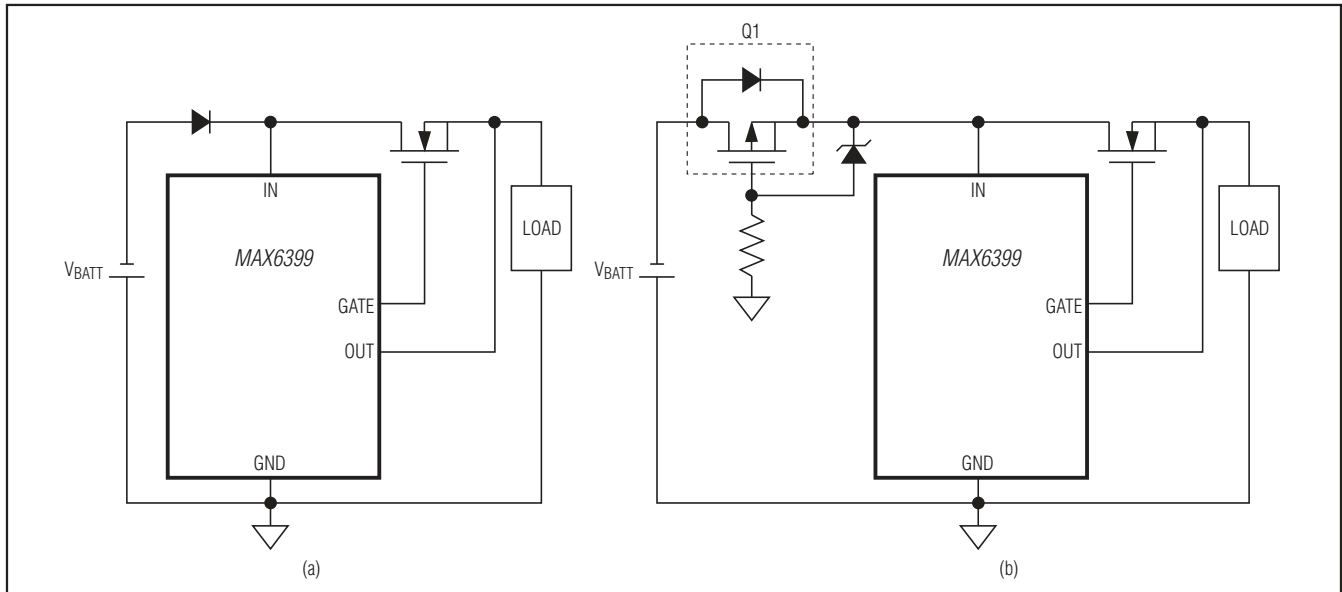 Q1
IN
MAX6399
VBATT
LOAD
GATE
OUT
GND
(a)
IN
MAX6399
VBATT
LOAD
GATE
OUT
GND
(b)